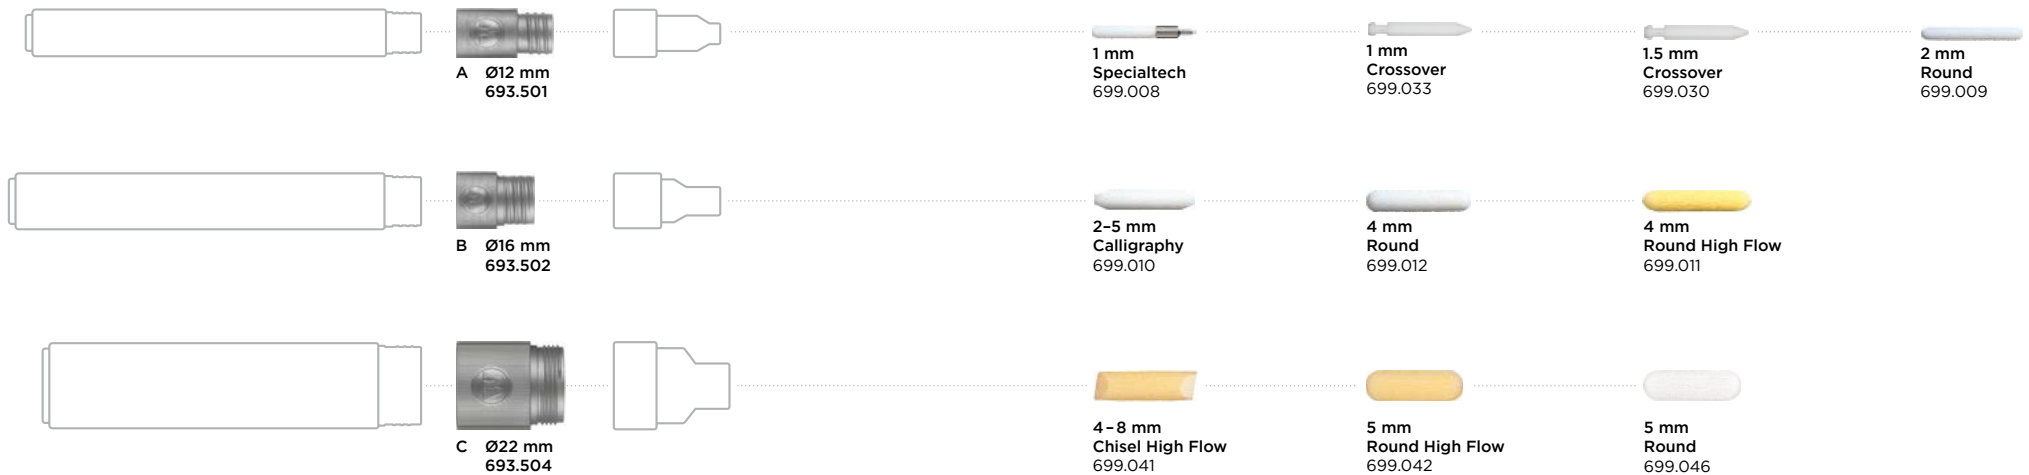 A Ø12 mm
693.501
1 mm
Specialtech
699.008
1 mm
Crossover
699.033
1.5 mm
Crossover
699.030
2 mm
Round
699.009
B Ø16 mm
693.502
2–5 mm
Calligraphy
699.010
4 mm
Round
699.012
4 mm
Round High Flow
699.011
C Ø22 mm
693.504
4–8 mm
Chisel High Flow
699.041
5 mm
Round High Flow
699.042
5 mm
Round
699.046